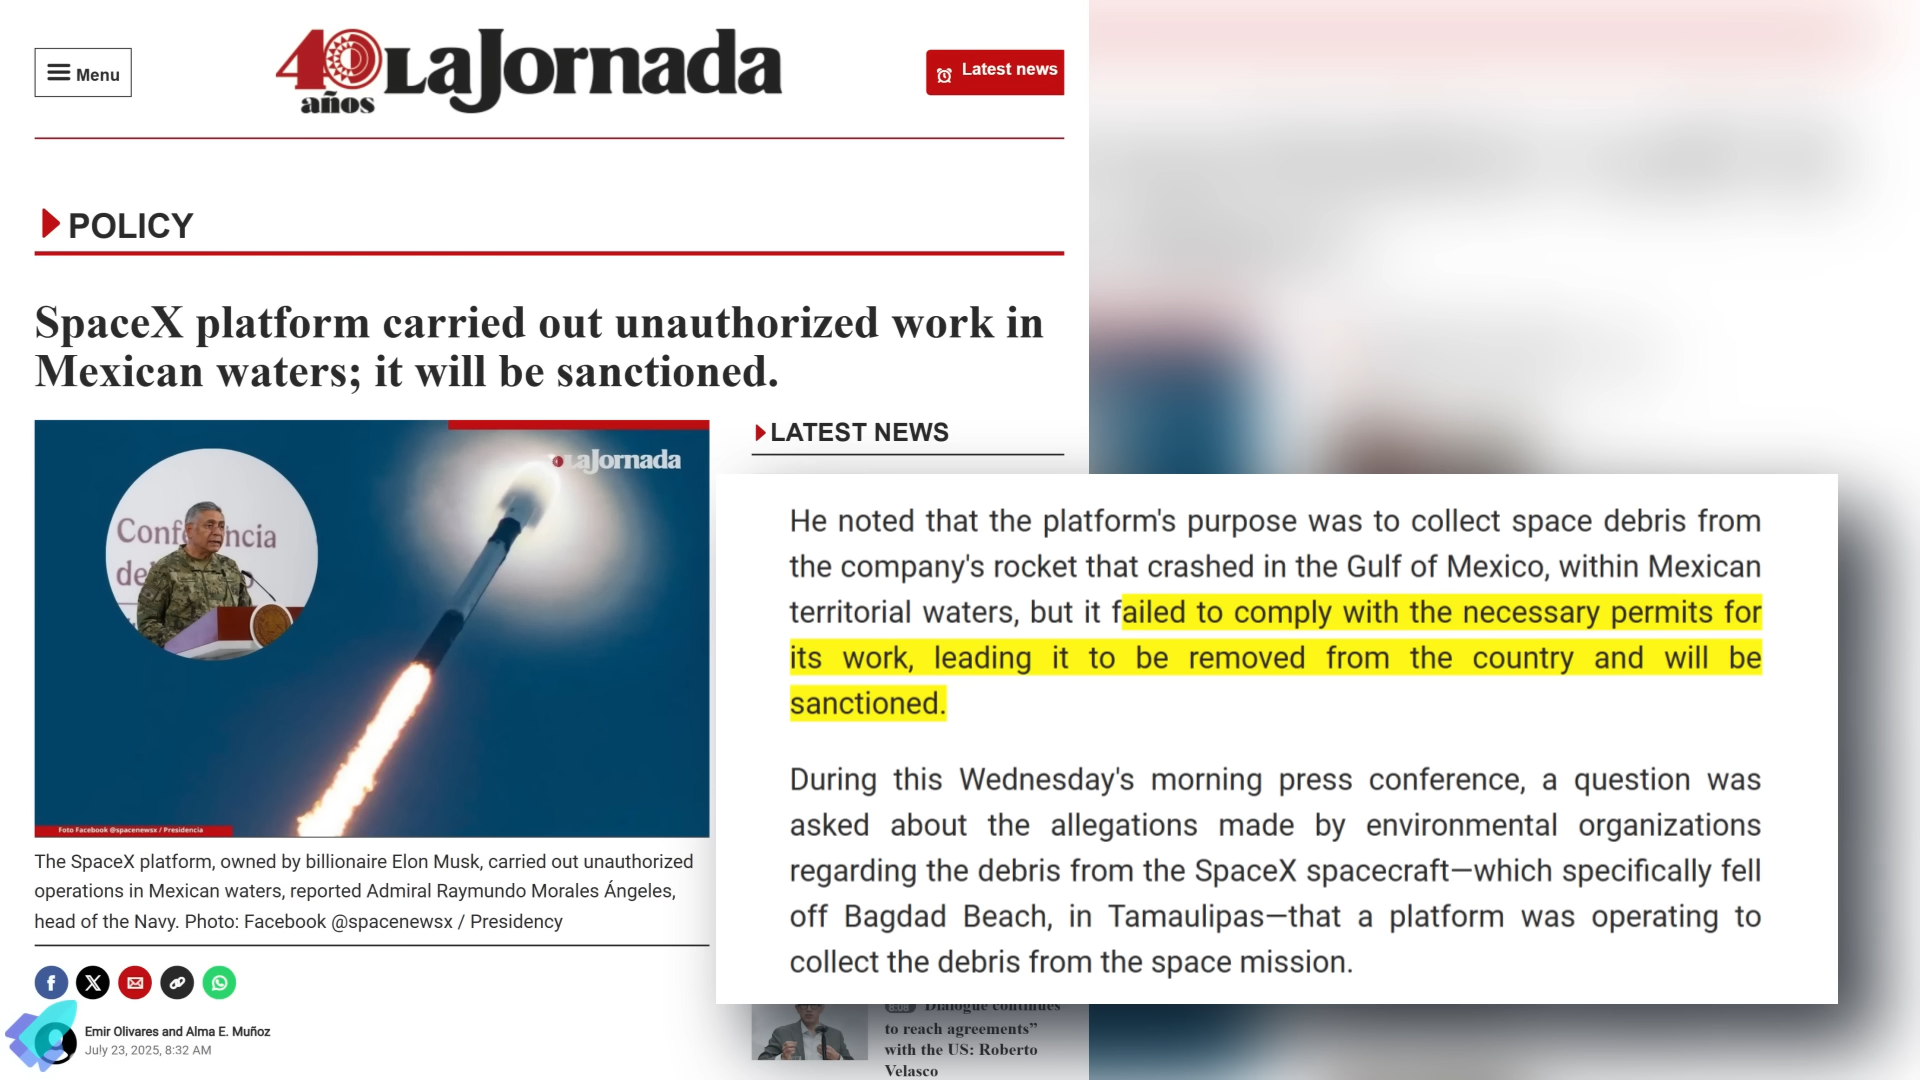 Menu
40 años LaJornada
Latest news
POLICY
SpaceX platform carried out unauthorized work in
Mexican waters; it will be sanctioned.
LaJornada
Conferencia
de
Foto Facebook @spacenewsx / Presidencia
The SpaceX platform, owned by billionaire Elon Musk, carried out unauthorized
operations in Mexican waters, reported Admiral Raymundo Morales Ángeles,
head of the Navy. Photo: Facebook @spacenewsx / Presidency
Emir Olivares and Alma E. Muñoz
July 23, 2025, 8:32 AM
LATEST NEWS
He noted that the platform's purpose was to collect space debris from
the company's rocket that crashed in the Gulf of Mexico, within Mexican
territorial waters, but it failed to comply with the necessary permits for
its work, leading it to be removed from the country and will be
sanctioned.
During this Wednesday's morning press conference, a question was
asked about the allegations made by environmental organizations
regarding the debris from the SpaceX spacecraft—which specifically fell
off Bagdad Beach, in Tamaulipas—that a platform was operating to
collect the debris from the space mission.
Dialogue continues
to reach agreements”
with the US: Roberto
Velasco